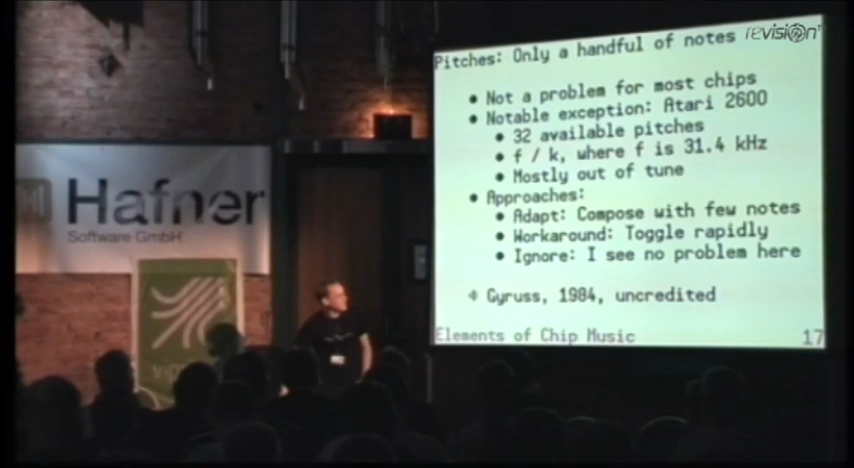 revision
Pitches: Only a handful of notes
• Not a problem for most chips
• Notable exception: Atari 2600
• 32 available pitches
• f / k, where f is 31.4 kHz
• Mostly out of tune
• Approaches:
• Adapt: Compose with few notes
• Workaround: Toggle rapidly
• Ignore: I see no problem here
Gyruss, 1984, uncredited
Elements of Chip Music
17
Hafner
Software GmbH